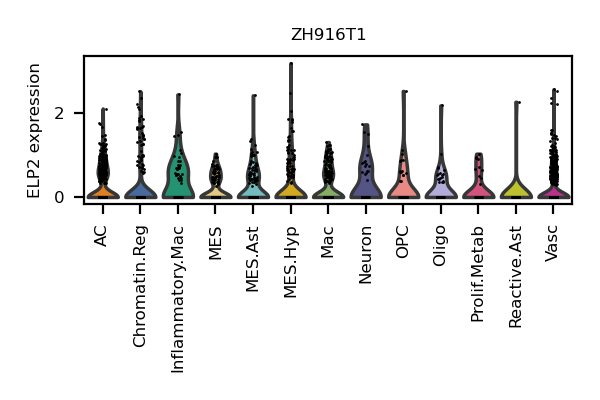 ZH916T1
ELP2 expression
2
0
AC
Chromatin.Reg
Inflammatory.Mac
MES
MES.Ast
MES.Hyp
Mac
Neuron
OPC
Oligo
Prolif.Metab
Reactive.Ast
Vasc